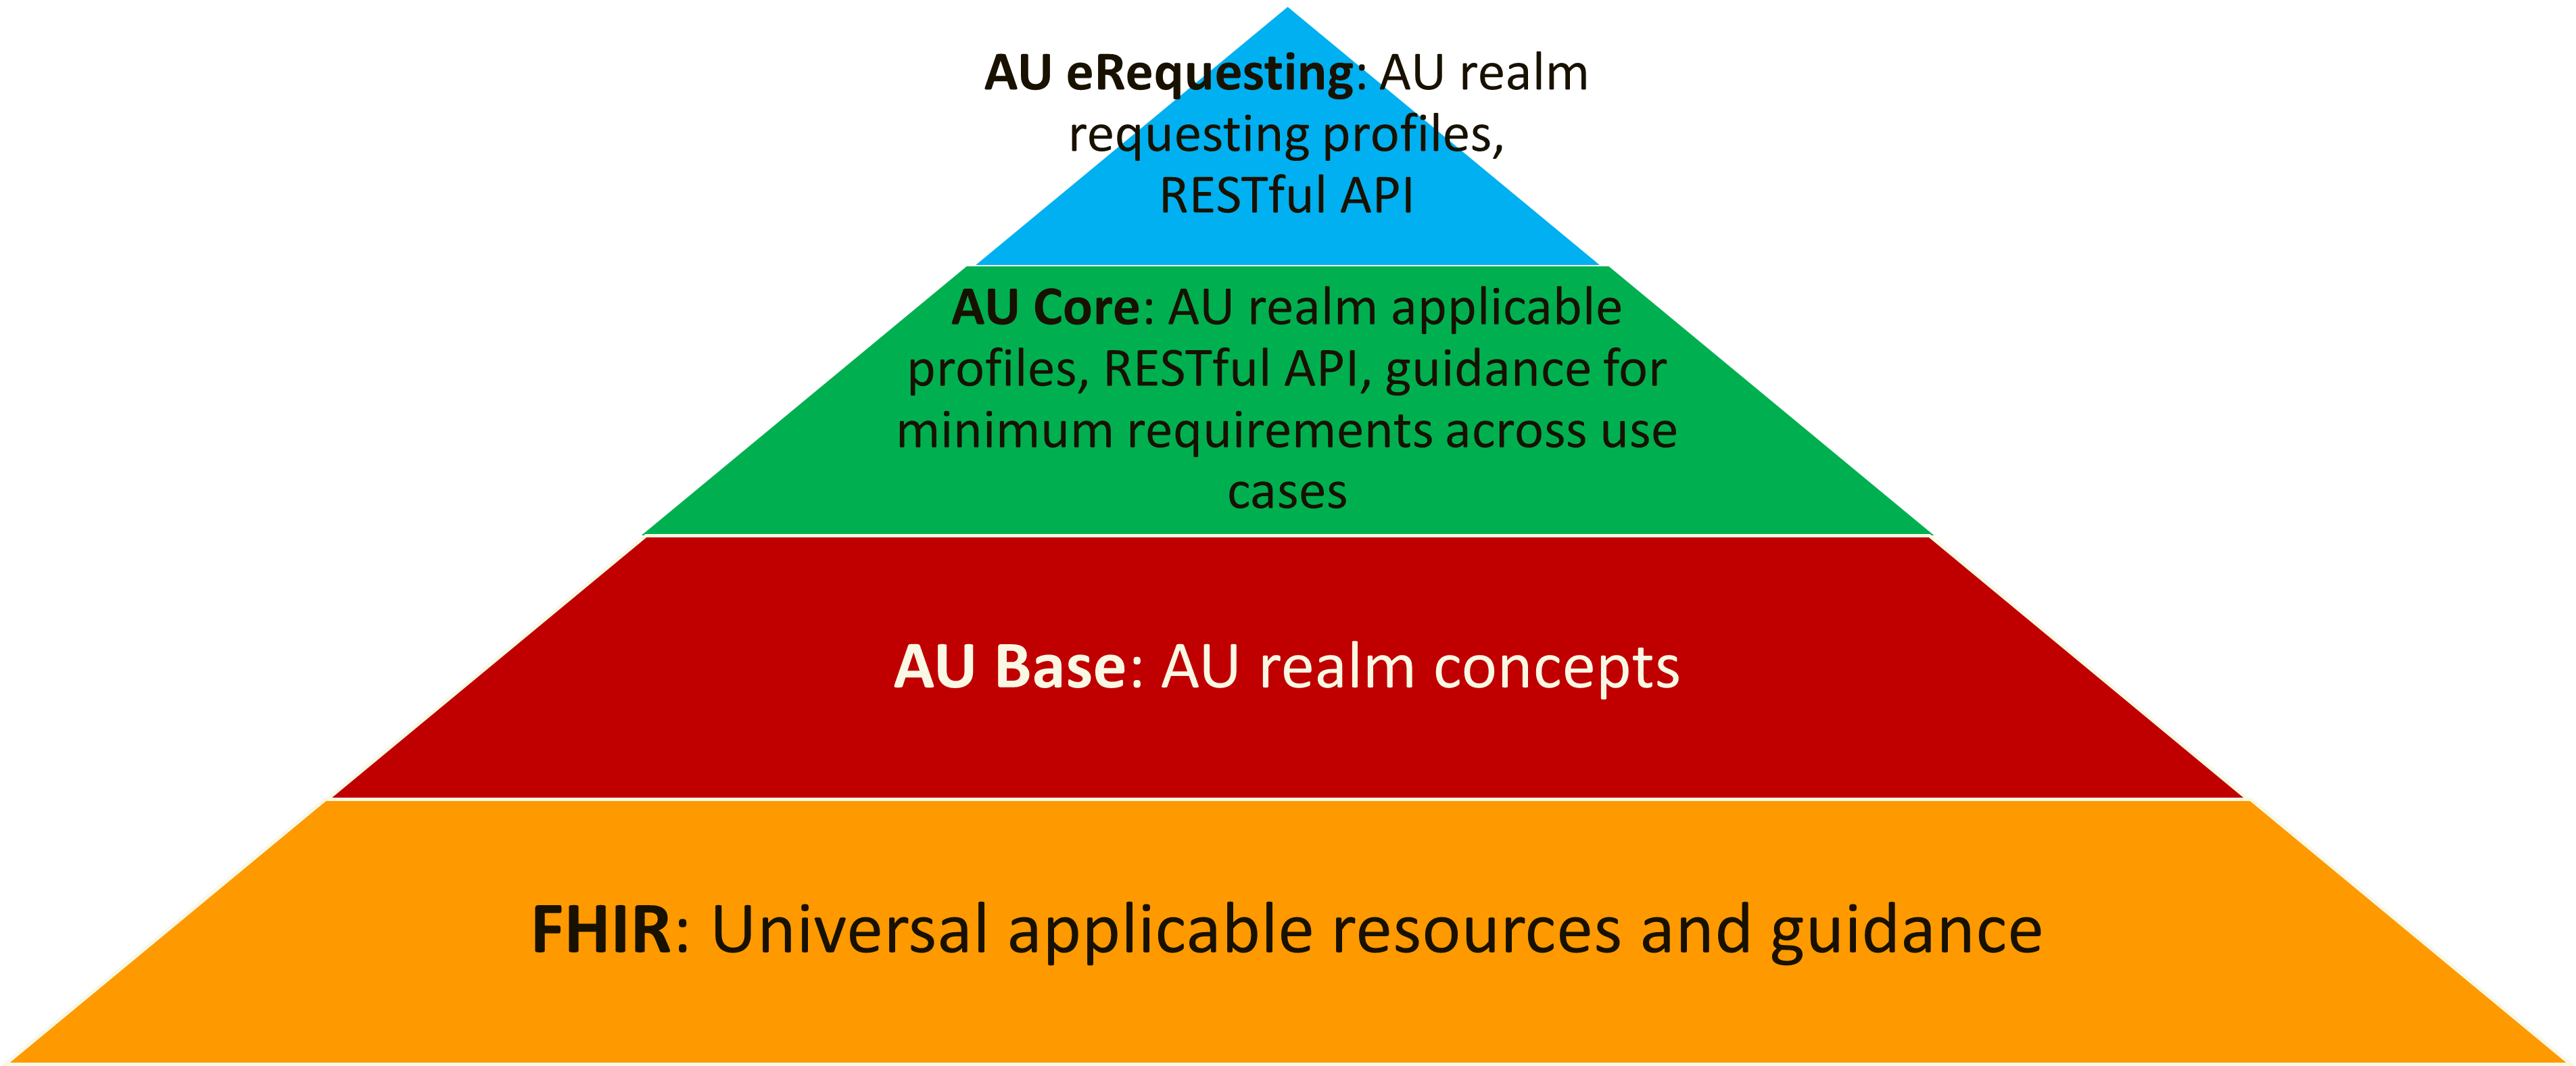 AU eRequesting: AU realm
requesting profiles,
RESTful API
AU Core: AU realm applicable
profiles, RESTful API, guidance for
minimum requirements across use
cases
AU Base: AU realm concepts
FHIR: Universal applicable resources and guidance